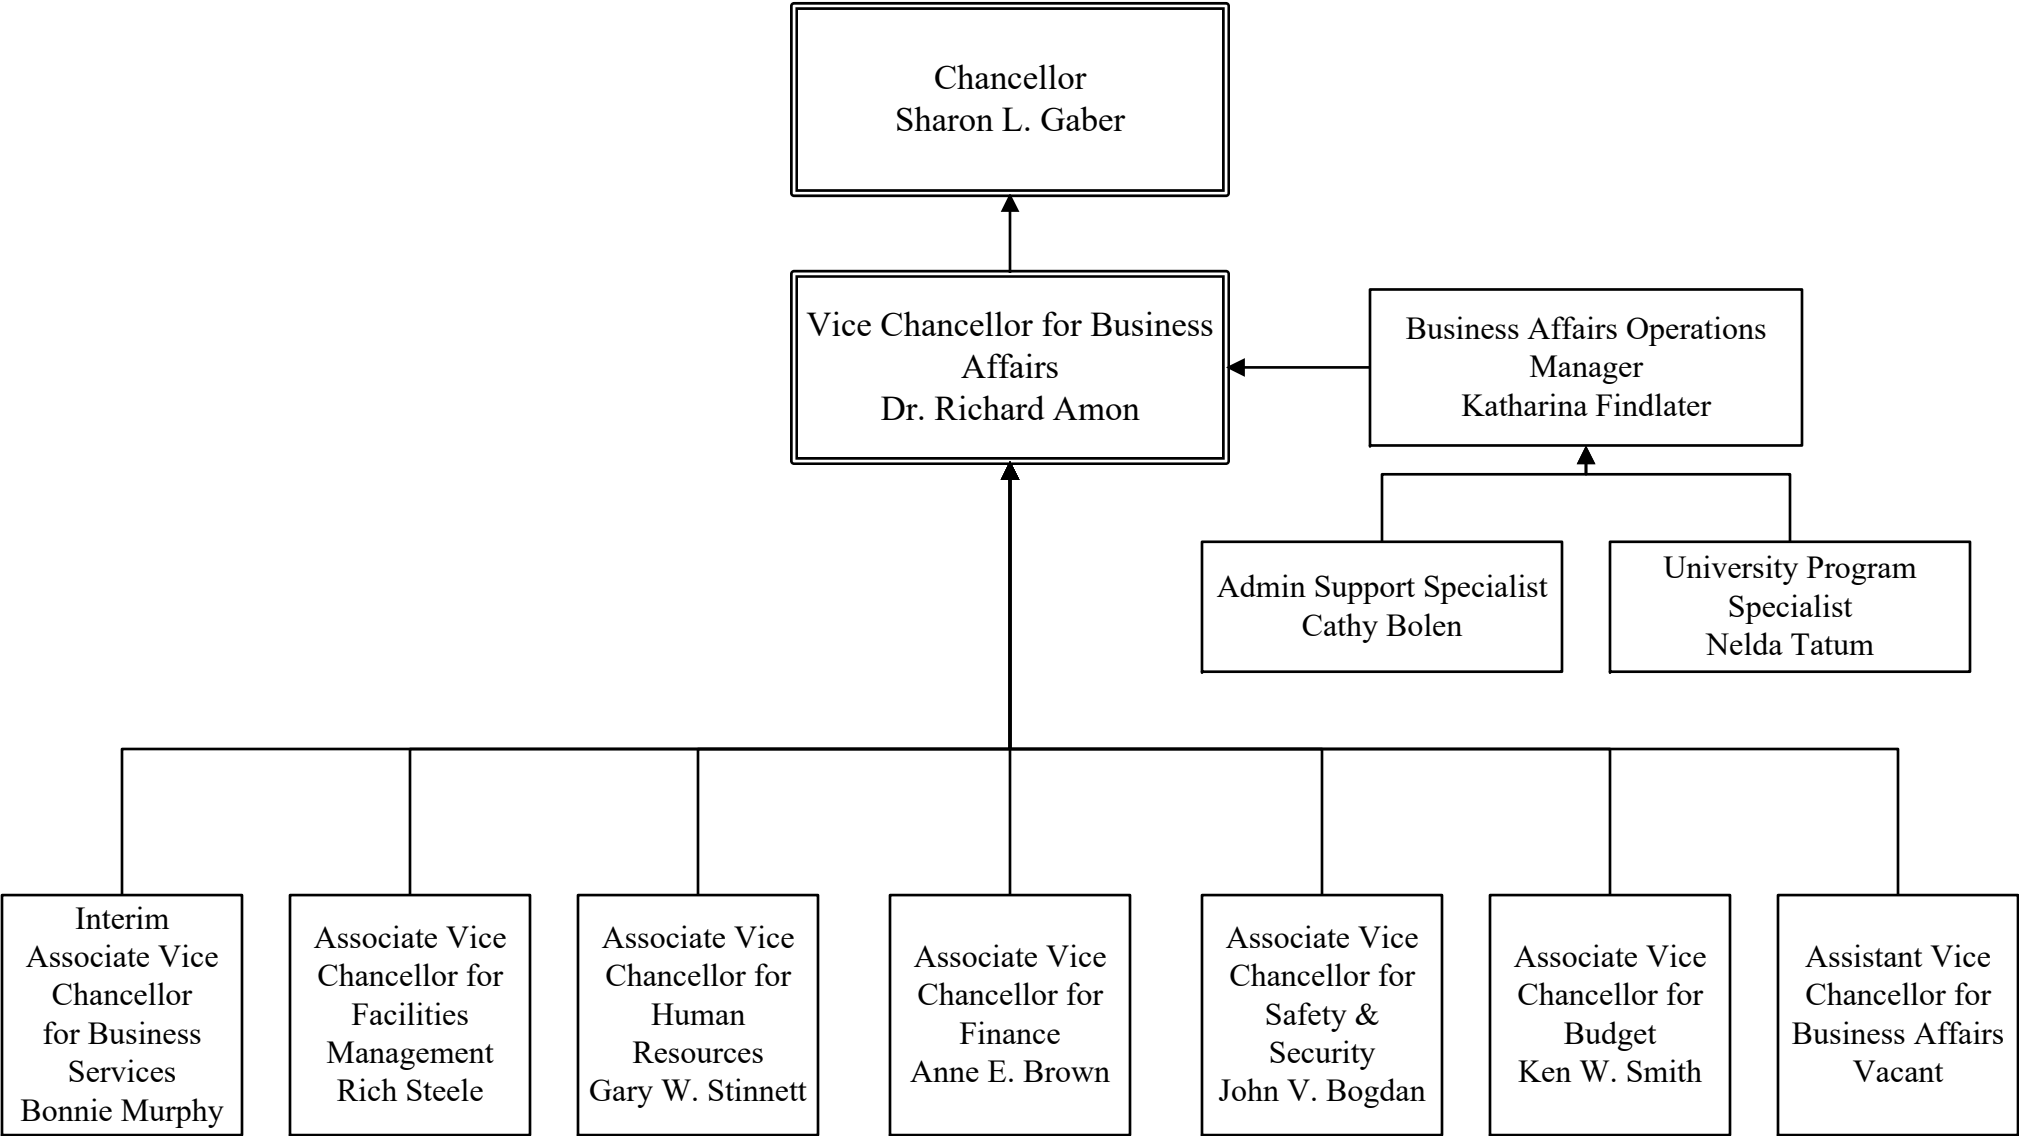 Chancellor
Sharon L. Gaber
Vice Chancellor for Business
Affairs
Dr. Richard Amon
Business Affairs Operations
Manager
Katharina Findlater
Admin Support Specialist
Cathy Bolen
University Program
Specialist
Nelda Tatum
Interim
Associate Vice
Chancellor
for Business
Services
Bonnie Murphy
Associate Vice
Chancellor for
Facilities
Management
Rich Steele
Associate Vice
Chancellor for
Human
Resources
Gary W. Stinnett
Associate Vice
Chancellor for
Finance
Anne E. Brown
Associate Vice
Chancellor for
Safety &
Security
John V. Bogdan
Associate Vice
Chancellor for
Budget
Ken W. Smith
Assistant Vice
Chancellor for
Business Affairs
Vacant